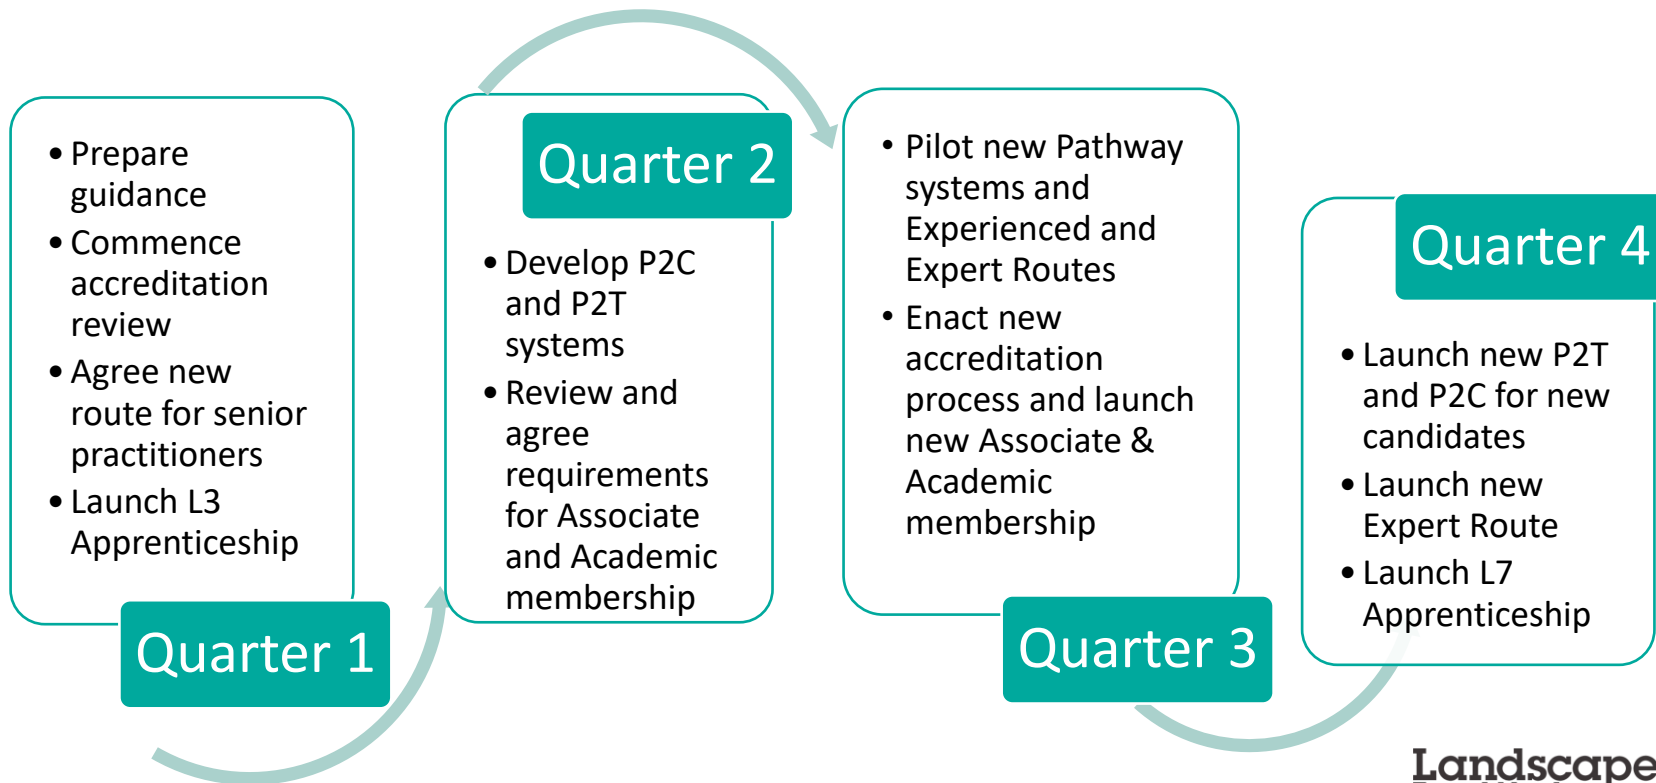 • Prepare
guidance
• Commence
accreditation
review
• Agree new
route for senior
practitioners
• Launch L3
Apprenticeship
Quarter 1
Quarter 2
• Develop P2C
and P2T
systems
• Review and
agree
requirements
for Associate
and Academic
membership
• Pilot new Pathway
systems and
Experienced and
Expert Routes
• Enact new
accreditation
process and launch
new Associate &
Academic
membership
Quarter 3
Quarter 4
• Launch new P2T
and P2C for new
candidates
• Launch new
Expert Route
• Launch L7
Apprenticeship
Landscape